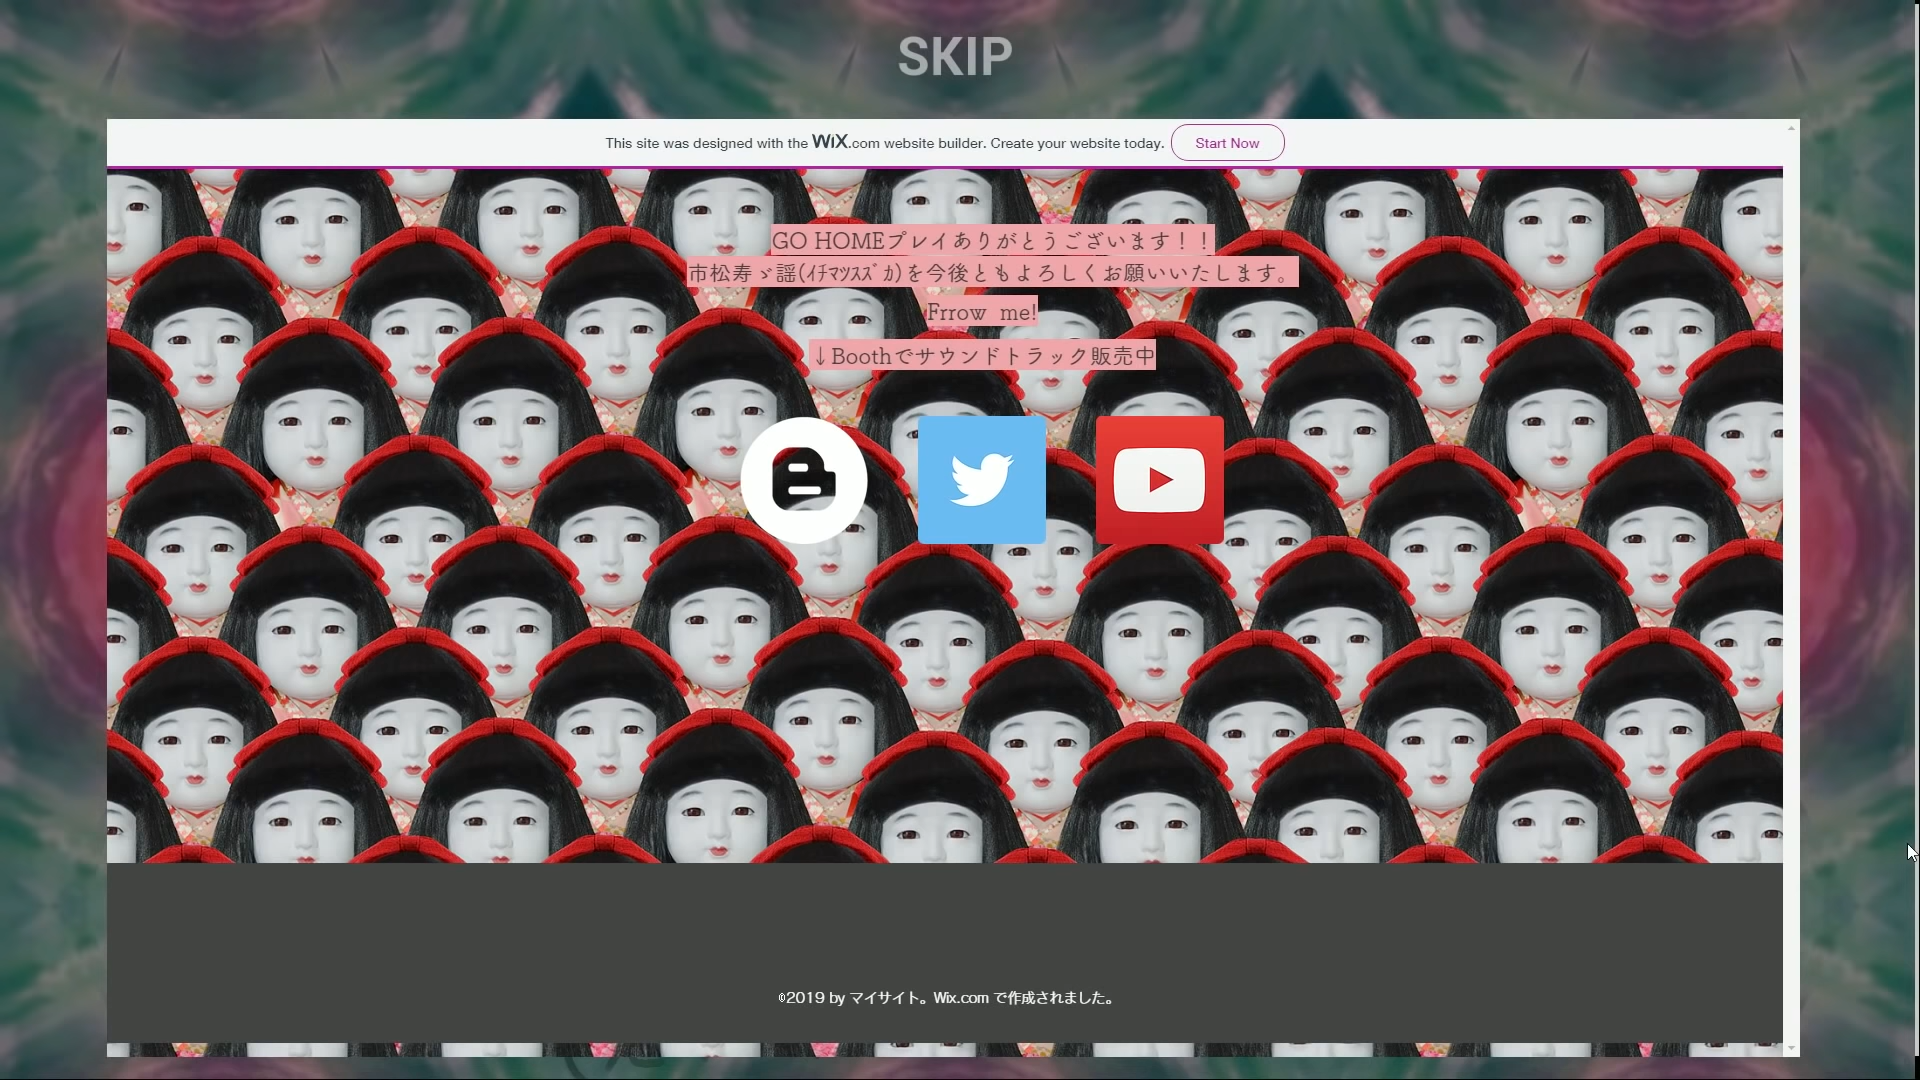 SKIP
This site was designed with the WiX.com website builder. Create your website today. Start Now
GO HOMEプレイありがとうございます！！
市松寿ゞ謡(ｲﾁﾏﾂｽｽﾞｶ)を今後ともよろしくお願いいたします。
Frrow me!
↓Boothでサウンドトラック販売中
©2019 by マイサイト。Wix.com で作成されました。